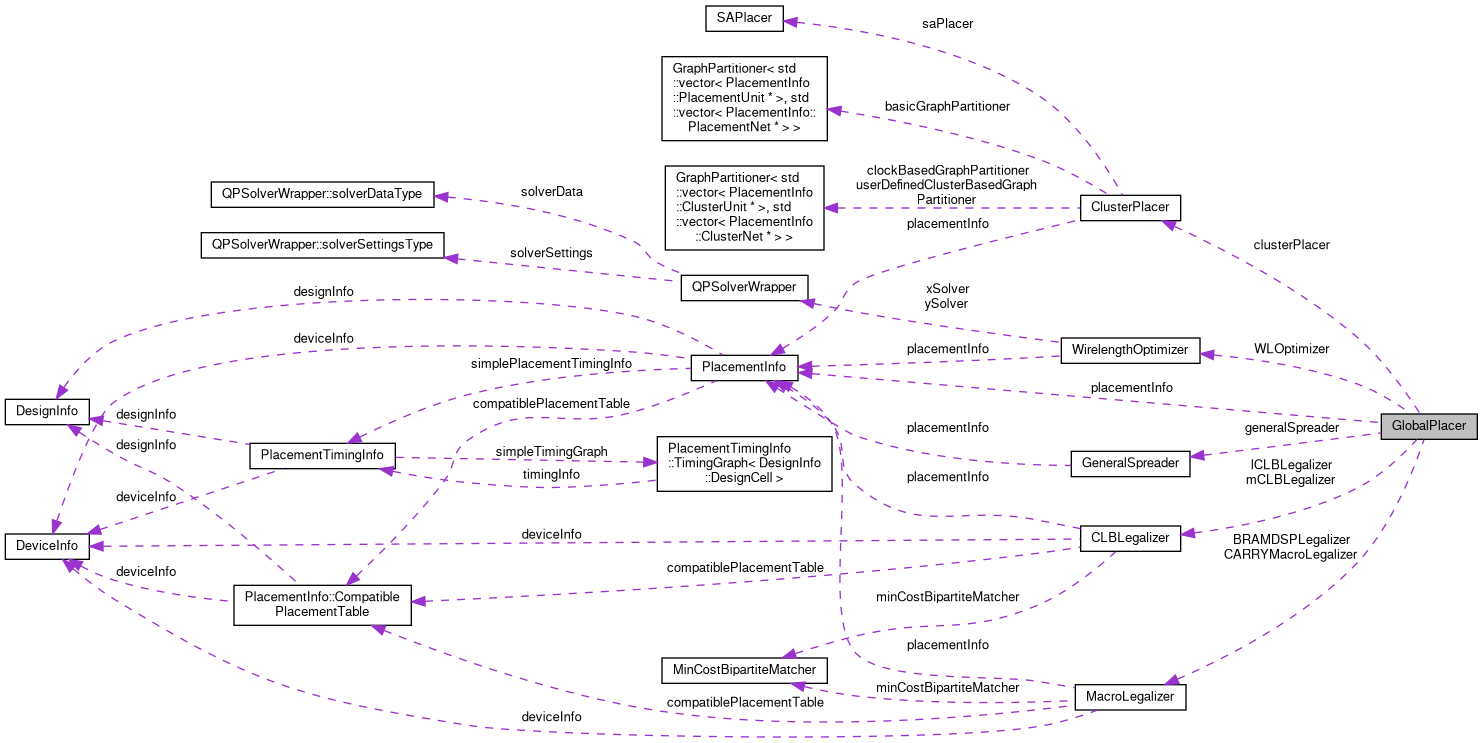 SAPlacer
saPlacer
GraphPartitioner< std
::vector< PlacementInfo
::PlacementUnit * >, std
::vector< PlacementInfo::
PlacementNet * > >
basicGraphPartitioner
GraphPartitioner< std
::vector< PlacementInfo
::ClusterUnit * >, std
::vector< PlacementInfo
::ClusterNet * > >
clockBasedGraphPartitioner
userDefinedClusterBasedGraph
Partitioner
ClusterPlacer
placementInfo
clusterPlacer
QPSolverWrapper::solverDataType
solverData
QPSolverWrapper::solverSettingsType
solverSettings
QPSolverWrapper
xSolver
ySolver
designInfo
deviceInfo
simplePlacementTimingInfo
PlacementInfo
placementInfo
WirelengthOptimizer
WLOptimizer
placementInfo
compatiblePlacementTable
DesignInfo
designInfo
designInfo
PlacementTimingInfo
simpleTimingGraph
timingInfo
PlacementTimingInfo
::TimingGraph< DesignInfo
::DesignCell >
placementInfo
GeneralSpreader
generalSpreader
GlobalPlacer
placementInfo
lCLBLegalizer
mCLBLegalizer
deviceInfo
DeviceInfo
deviceInfo
CLBLegalizer
BRAMDSPLegalizer
CARRYMacroLegalizer
deviceInfo
PlacementInfo::Compatible
PlacementTable
compatiblePlacementTable
minCostBipartiteMatcher
placementInfo
MinCostBipartiteMatcher
minCostBipartiteMatcher
MacroLegalizer
compatiblePlacementTable
deviceInfo